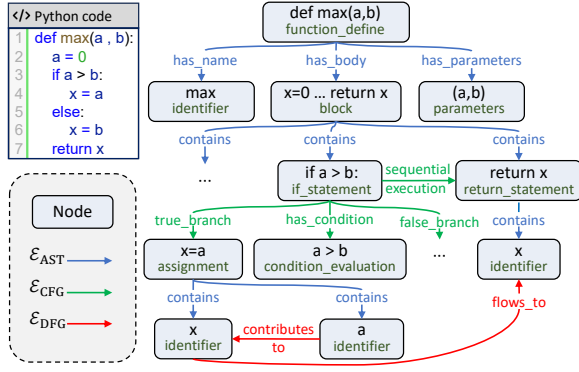 </> Python code
1 def max(a , b):
2 a = 0
3 if a > b:
4 x = a
5 else:
6 x = b
7 return x
def max(a,b)
function_define
has_name
has_body
has_parameters
max
identifier
x=0 ... return x
block
(a,b)
parameters
contains
contains
contains
...
if a > b:
if_statement
sequential
execution
return x
return_statement
true_branch
has_condition
false_branch
contains
x=a
assignment
a > b
condition_evaluation
...
x
identifier
contains
contains
flows_to
x
identifier
contributes
to
a
identifier
Node
ℰAST
ℰCFG
ℰDFG